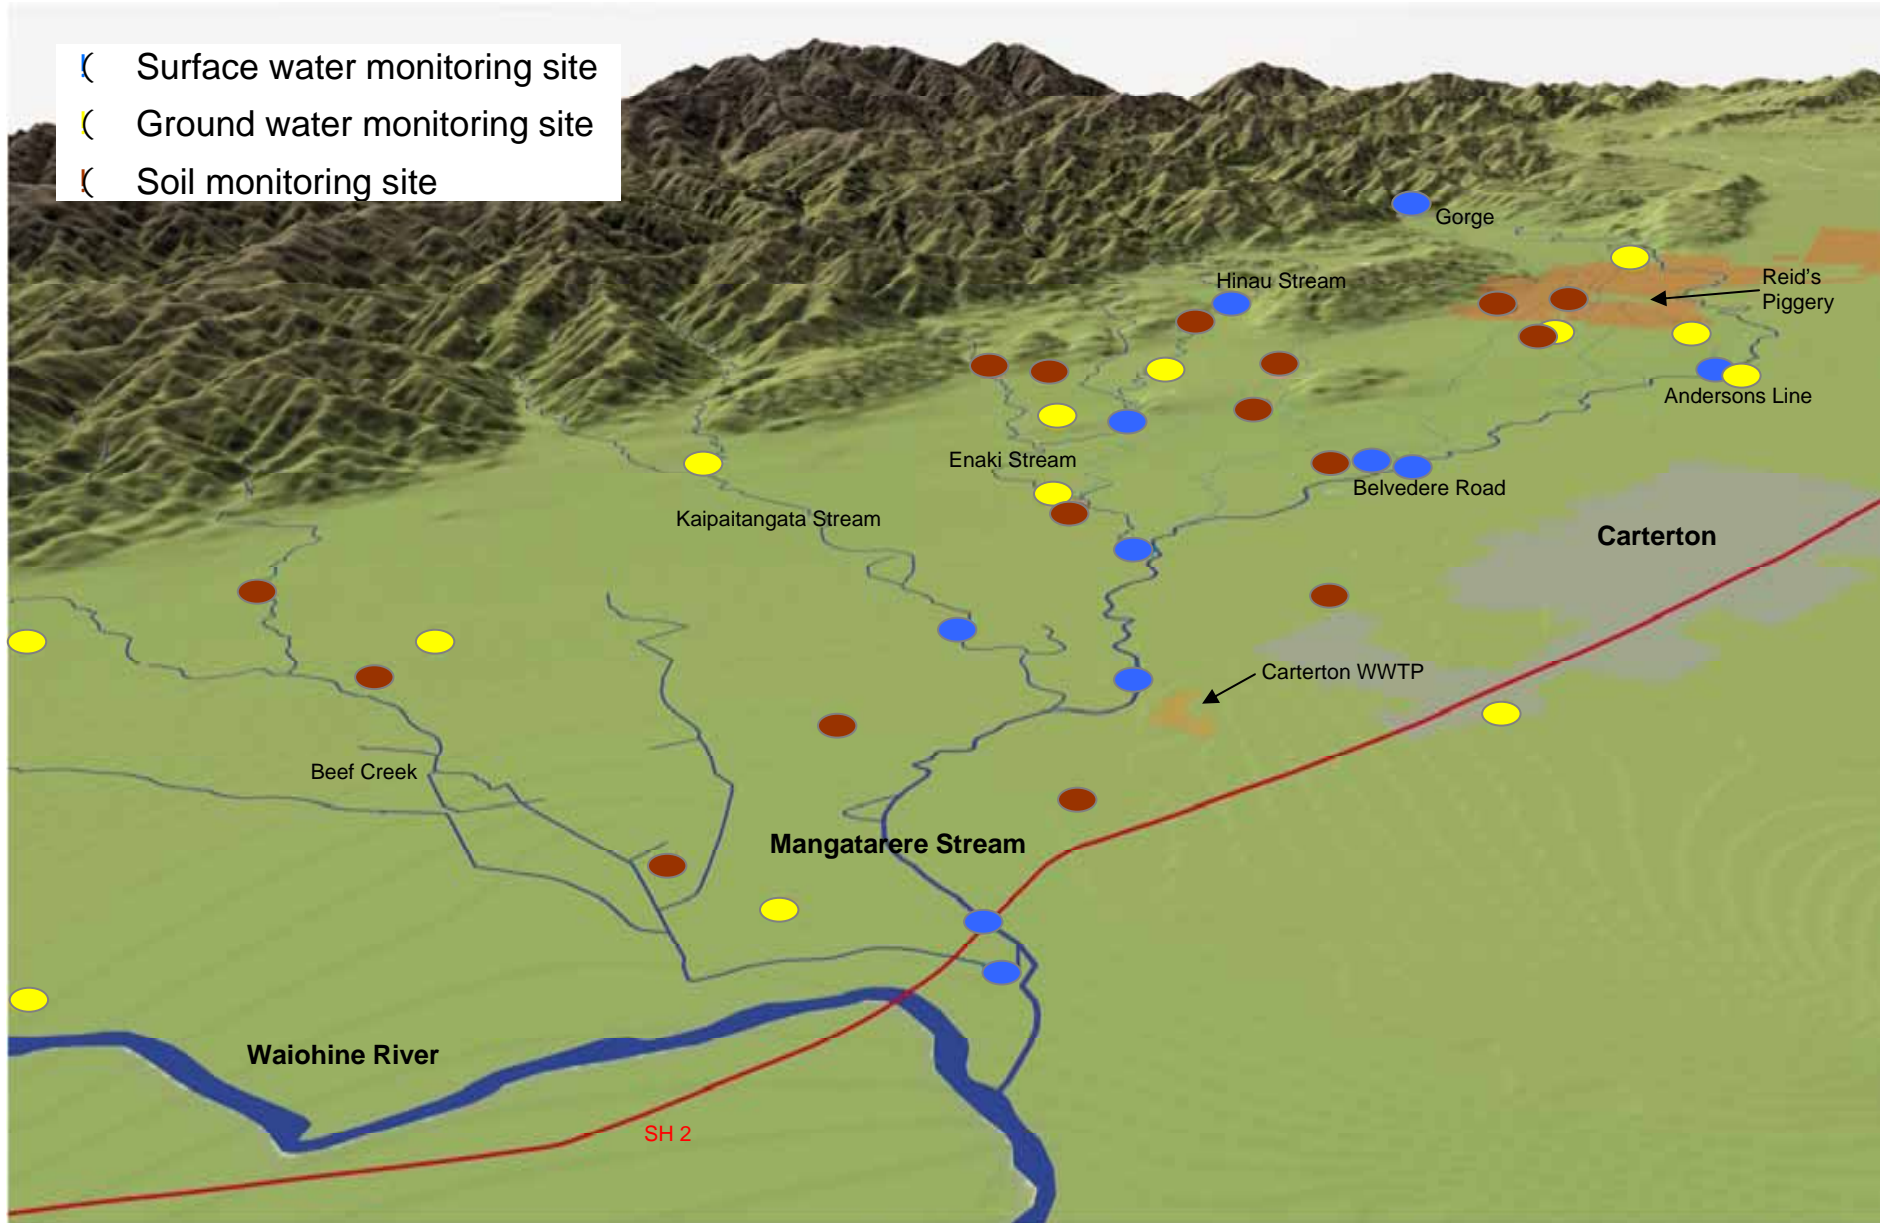 Surface water monitoring site
Ground water monitoring site
Soil monitoring site
Gorge
Hinau Stream
Reid's
Piggery
Andersons Line
Enaki Stream
Belvedere Road
Kaipaitangata Stream
Carterton
Carterton WWTP
Beef Creek
Mangatarere Stream
Waiohine River
SH 2